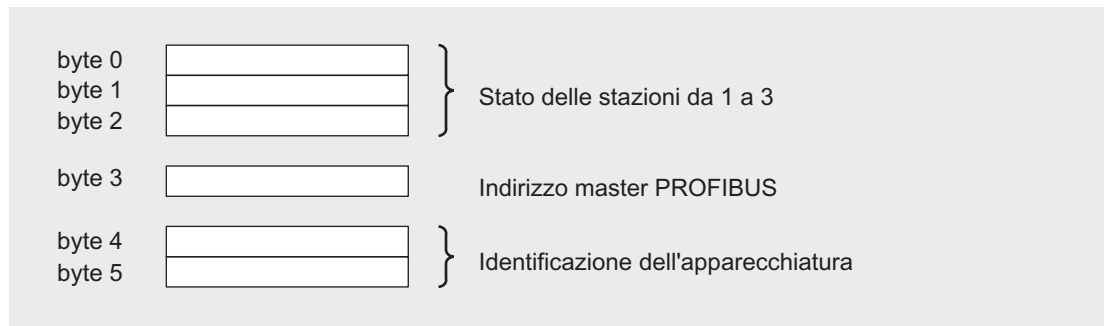 byte 0
byte 1
byte 2
Stato delle stazioni da 1 a 3
byte 3
Indirizzo master PROFIBUS
byte 4
byte 5
Identificazione dell'apparecchiatura